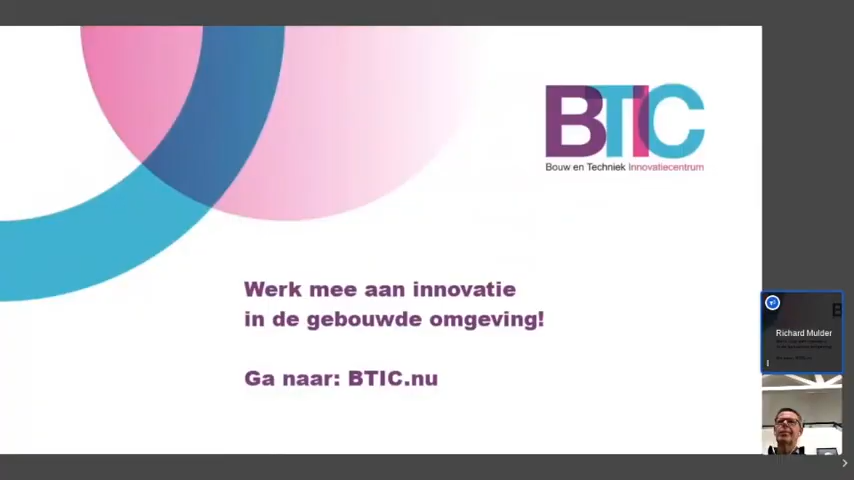 BTIC
Bouw en Techniek Innovatiecentrum
Werk mee aan innovatie
in de gebouwde omgeving!
Ga naar: BTIC.nu
Richard Mulder